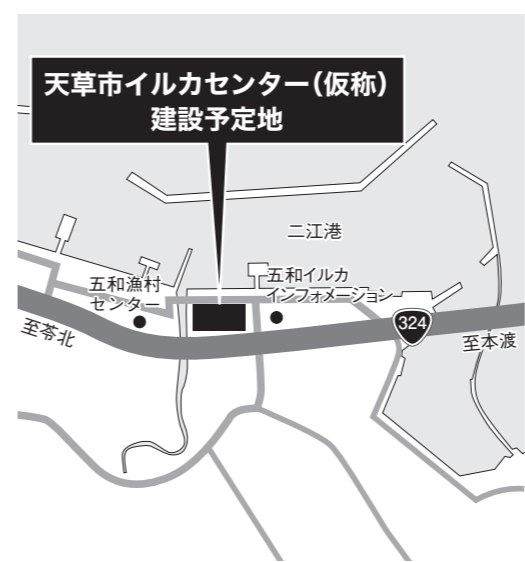 天草市イルカセンター(仮称)
建設予定地
二江港
五和漁村
センター
五和イルカ
インフォメーション
324
至苓北
至本渡